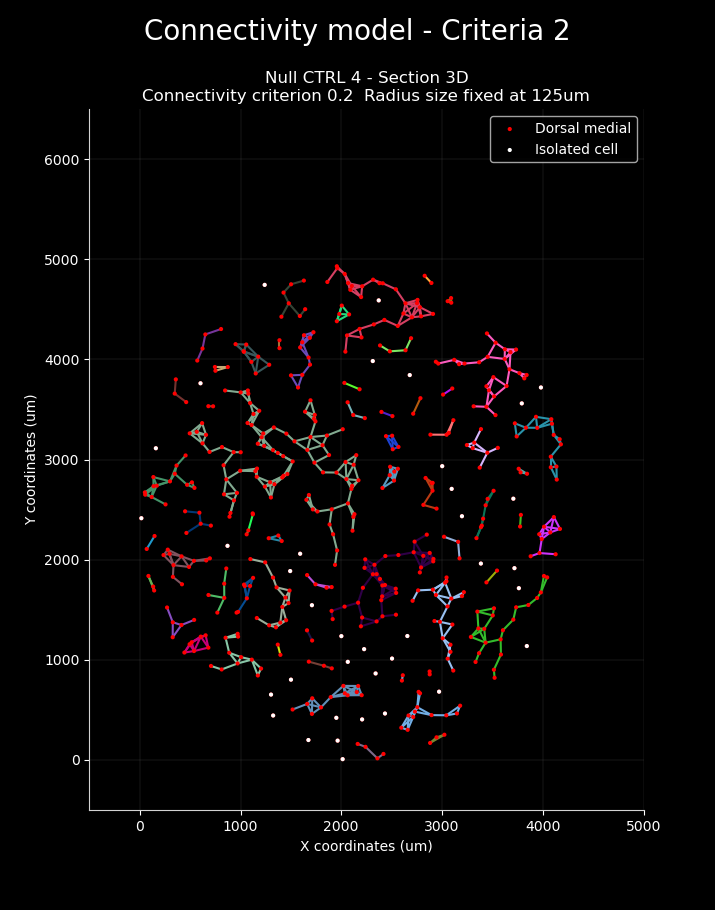 Connectivity model - Criteria 2
Null CTRL 4 - Section 3D
Connectivity criterion 0.2  Radius size fixed at 125um
Dorsal medial
Isolated cell
6000
5000
4000
3000
2000
1000
0
Y coordinates (um)
0
1000
2000
3000
4000
5000
X coordinates (um)